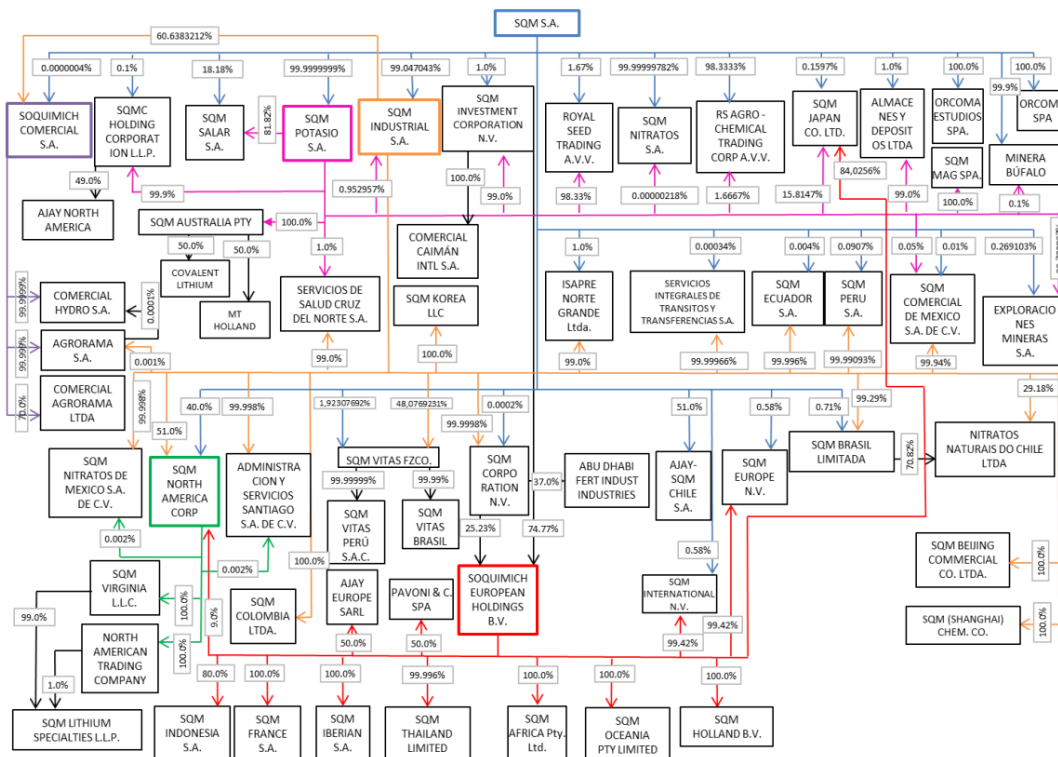 SQM S.A.
60.6383212%
0.0000004%
0.1%
18.18%
99.9999999%
99.047043%
1.0%
1.67%
99.99999782%
98.3333%
0.1597%
1.0%
100.0%
99.9%
100.0%
SOQUIMICH
COMERCIAL
S.A.
SQMC
HOLDING
CORPORAT
ION L.L.P.
SQM
SALAR
S.A.
81.82%
SQM
POTASIO
S.A.
SQM
INDUSTRIAL
S.A.
SQM
INVESTMENT
CORPORATION
N.V.
ROYAL
SEED
TRADING
A.V.V.
SQM
NITRATOS
S.A.
RS AGRO -
CHEMICAL
TRADING
CORP A.V.V.
SQM
JAPAN
CO. LTD.
ALMACE
NES Y
DEPOSIT
OS LTDA
ORCOMA
ESTUDIOS
SPA.
ORCOMA
SPA
SQM
MAG SPA.
MINERA
BÚFALO
49.0%
99.9%
0.952957%
100.0%
99.0%
98.33%
0.00000218%
1.6667%
15.8147%
84,0256%
99.0%
100.0%
0.1%
AJAY NORTH
AMERICA
SQM AUSTRALIA PTY
100.0%
50.0%
50.0%
1.0%
COMERCIAL
CAIMÁN
INTL S.A.
1.0%
0.00034%
0.004%
0.0907%
0.05%
0.01%
0.269103%
COVALENT
LITHIUM
MT
HOLLAND
SERVICIOS
DE SALUD CRUZ
DEL NORTE S.A.
SQM KOREA
LLC
ISAPRE
NORTE
GRANDE
Ltda.
SERVICIOS
INTEGRALES DE
TRANSITOS Y
TRANSFERENCIAS S.A.
SQM
ECUADOR
S.A.
SQM
PERU
S.A.
SQM
COMERCIAL
DE MEXICO
S.A. DE C.V.
EXPLORACIO
NES
MINERAS
S.A.
99.9999%
COMERCIAL
HYDRO S.A.
0.0001%
99.999%
AGRORAMA
S.A.
0.001%
99.0%
100.0%
99.0%
99.99966%
99.996%
99.99093%
99.94%
70.0%
COMERCIAL
AGRORAMA
LTDA
99.998%
51.0%
40.0%
99.998%
1,92307692%
48,0769231%
99.9998%
0.0002%
51.0%
0.58%
0.71%
99.29%
29.18%
SQM
NITRATOS DE
MEXICO S.A.
DE C.V.
SQM
NORTH
AMERICA
CORP
ADMINISTRA
CION Y
SERVICIOS
SANTIAGO
S.A. DE C.V.
SQM VITAS FZCO.
SQM
CORPO
RATION
N.V.
37.0%
ABU DHABI
FERT INDUST
INDUSTRIES
AJAY-
SQM CHILE
S.A.
SQM
EUROPE
N.V.
SQM BRASIL
LIMITADA
70.82%
NITRATOS
NATURAIS DO CHILE
LTDA
99.99999%
99.99%
SQM
VITAS
PERÚ
S.A.C.
SQM
VITAS
BRASIL
25.23%
74.77%
0.002%
0.002%
100.0%
0.58%
SQM
VIRGINIA
L.L.C.
100.0%
9.0%
SQM
COLOMBIA
LTDA.
AJAY
EUROPE
SARL
PAVONI & C.
SPA
SOQUIMICH
EUROPEAN
HOLDINGS
B.V.
SQM
INTERNATIONAL
N.V.
99.42%
99.42%
SQM BEIJING
COMMERCIAL
CO. LTDA.
100.0%
99.0%
NORTH
AMERICAN
TRADING
COMPANY
100.0%
50.0%
50.0%
SQM (SHANGHAI)
CHEM. CO.
100.0%
1.0%
80.0%
100.0%
100.0%
99.996%
100.0%
100.0%
100.0%
SQM LITHIUM
SPECIALTIES L.L.P.
SQM
INDONESIA
S.A.
SQM
FRANCE
S.A.
SQM
IBERIAN
S.A.
SQM
THAILAND
LIMITED
SQM
AFRICA Pty.
Ltd.
SQM
OCEANIA
PTY LIMITED
SQM
HOLLAND B.V.